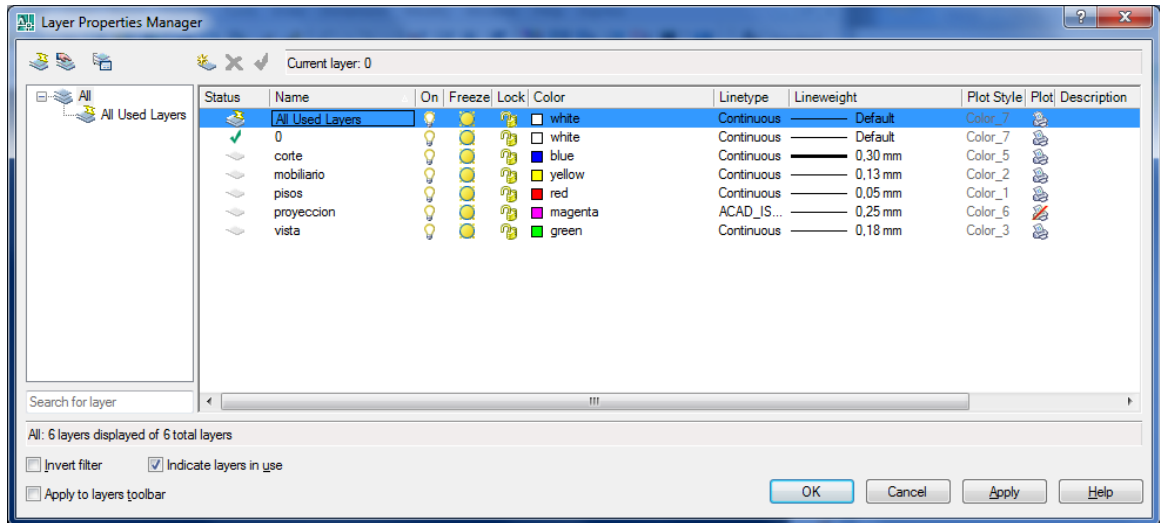 Layer Properties Manager
?
Current layer: 0
All
All Used Layers
Status Name On Freeze Lock Color Linetype Lineweight Plot Style Plot Description
All Used Layers white Continuous Default Color_7
0 white Continuous Default Color_7
corte blue Continuous 0,30 mm Color_5
mobiliario yellow Continuous 0,13 mm Color_2
pisos red Continuous 0,05 mm Color_1
proyeccion magenta ACAD_IS... 0,25 mm Color_6
vista green Continuous 0,18 mm Color_3
Search for layer
All: 6 layers displayed of 6 total layers
Invert filter Indicate layers in use
Apply to layers toolbar
OK Cancel Apply Help